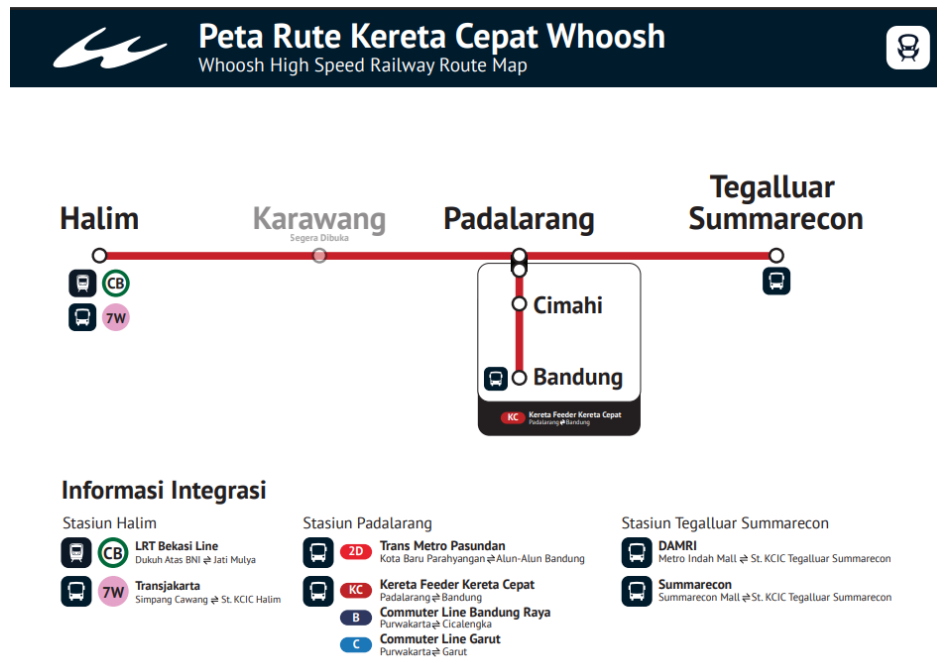 Peta Rute Kereta Cepat Whoosh
Whoosh High Speed Railway Route Map
Halim
Karawang
Segera Dibuka
Padalarang
Tegalluar
Summarecon
CB
7W
Cimahi
Bandung
KC Kereta Feeder Kereta Cepat
Padalarang⇌Bandung
Informasi Integrasi
Stasiun Halim
CB LRT Bekasi Line
Dukuh Atas BNI ⇌ Jati Mulya
7W Transjakarta
Simpang Cawang ⇌ St. KCIC Halim
Stasiun Padalarang
2D Trans Metro Pasundan
Kota Baru Parahyangan⇌Alun-Alun Bandung
KC Kereta Feeder Kereta Cepat
Padalarang⇌Bandung
B Commuter Line Bandung Raya
Purwakarta⇌ Cicalengka
C Commuter Line Garut
Purwakarta⇌ Garut
Stasiun Tegalluar Summarecon
DAMRI
Metro Indah Mall ⇌ St. KCIC Tegalluar Summarecon
Summarecon
Summarecon Mall ⇌St. KCIC Tegalluar Summarecon